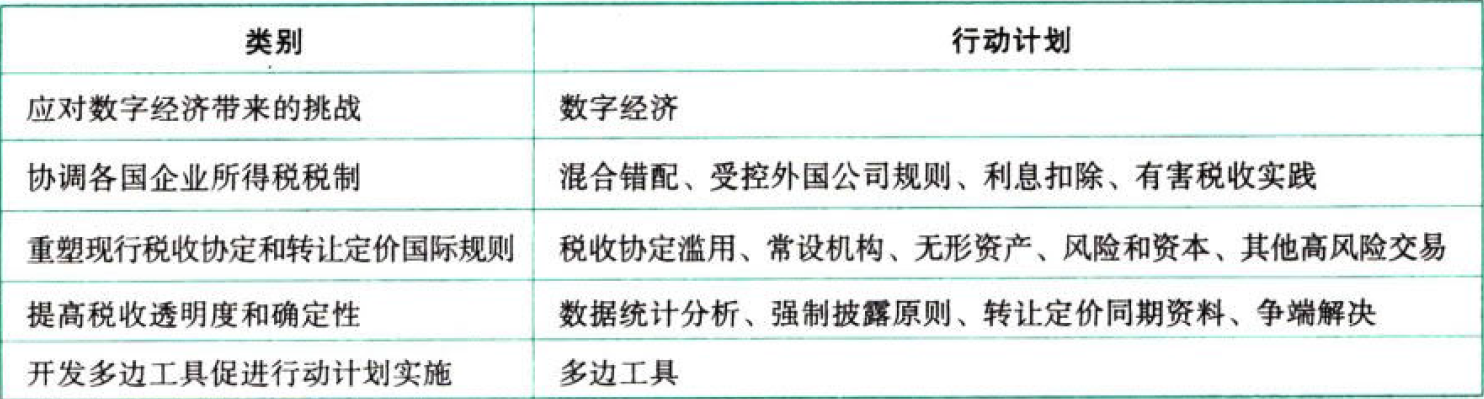 类别 行动计划
应对数字经济带来的挑战 数字经济
协调各国企业所得税税制 混合错配、受控外国公司规则、利息扣除、有害税收实践
重塑现行税收协定和转让定价国际规则 税收协定滥用、常设机构、无形资产、风险和资本、其他高风险交易
提高税收透明度和确定性 数据统计分析、强制披露原则、转让定价同期资料、争端解决
开发多边工具促进行动计划实施 多边工具